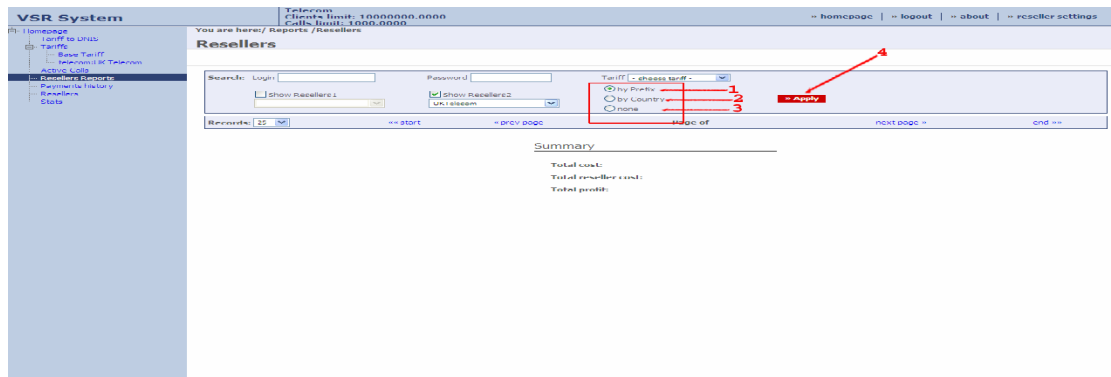 VSR System
Telecom
Clients limit: 10000000.0000
Calls limit: 1000.0000
» homepage | » logout | » about | » reseller settings
Homepage
Tariff to DNIS
Tariffs
Base Tariff
Telecom:UK Telecom
Active Calls
Resellers Reports
Payments history
Resellers
Stats
You are here:/ Reports /Resellers
Resellers
4
Search: Login Password Tariff - choose tariff -
Show Resellers1 Show Resellers2
UKTelecom
by Prefix 1
by Country 2
none 3
» Apply
Records: 25 «« start « prev page Page of next page » end »»
Summary
Total cost:
Total reseller cost:
Total profit: